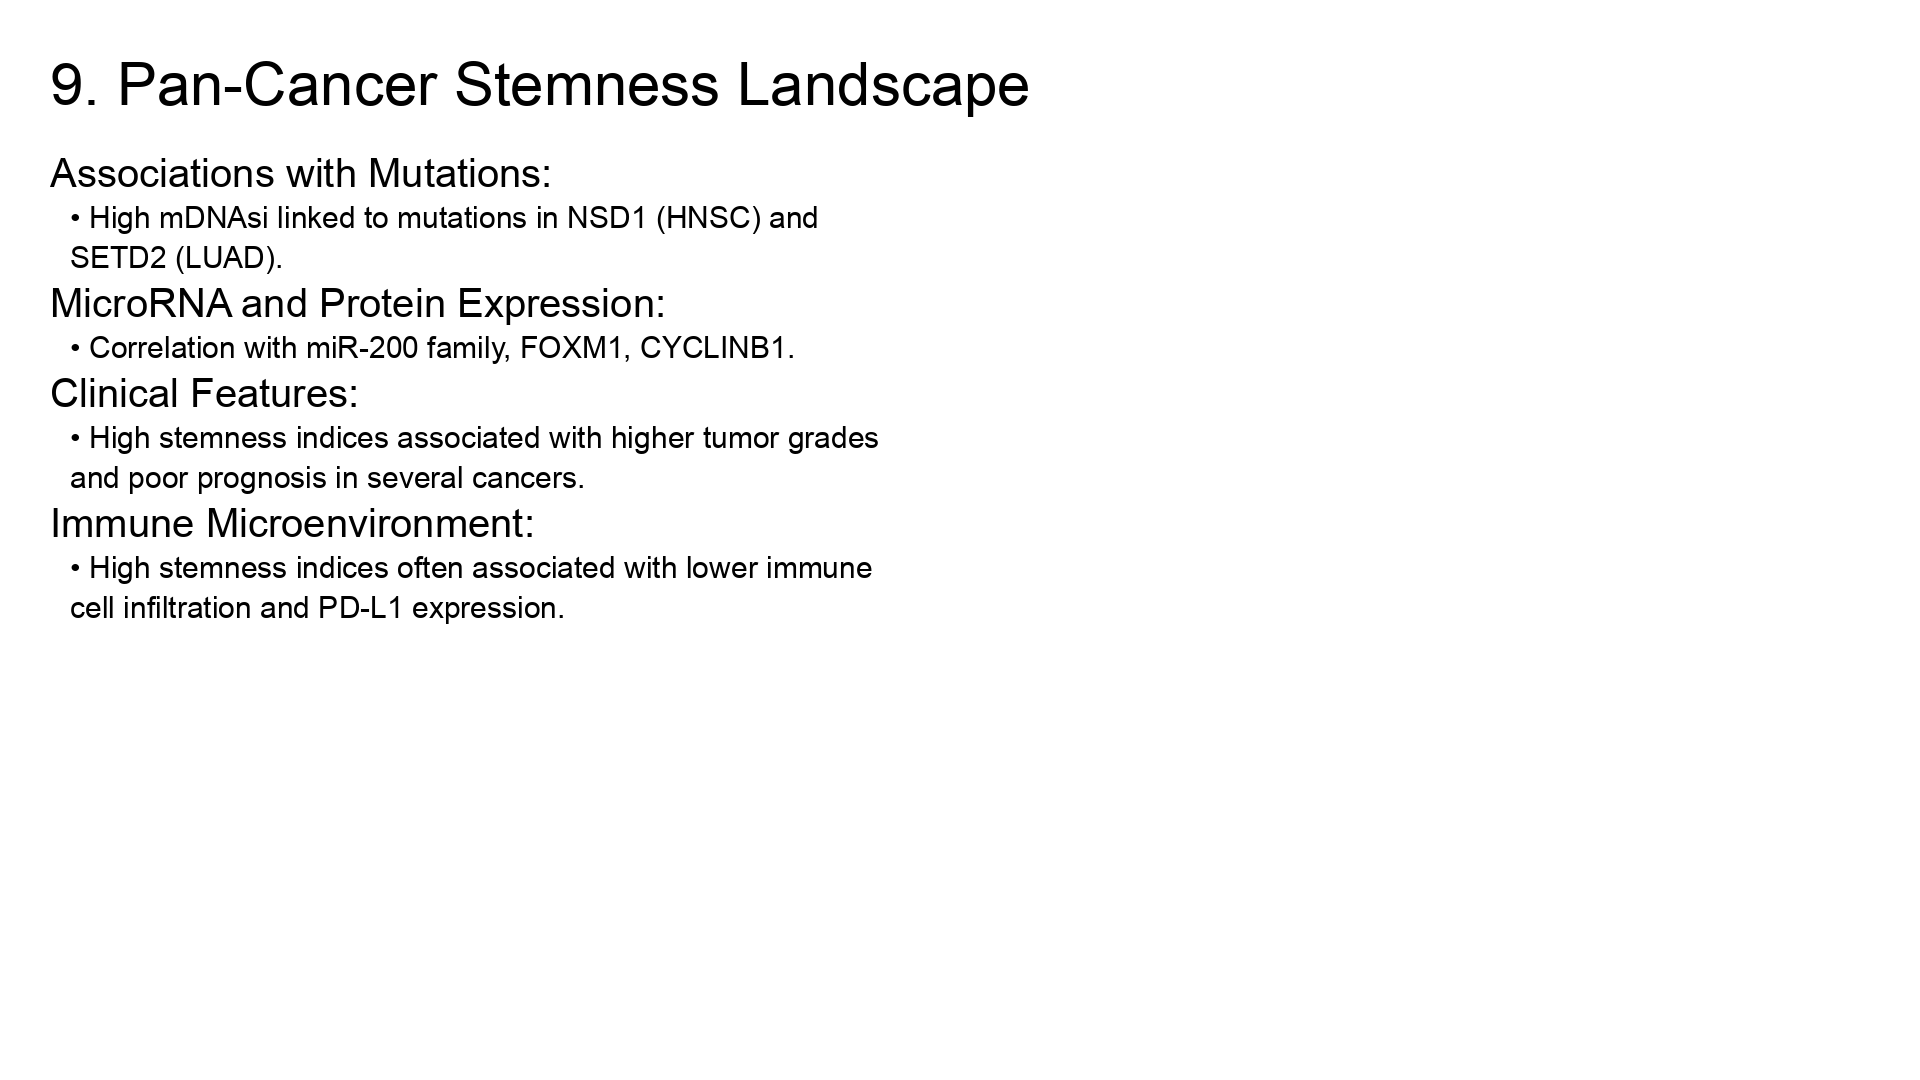 9. Pan-Cancer Stemness Landscape
Associations with Mutations:
• High mDNAsi linked to mutations in NSD1 (HNSC) and
SETD2 (LUAD).
MicroRNA and Protein Expression:
• Correlation with miR-200 family, FOXM1, CYCLINB1.
Clinical Features:
• High stemness indices associated with higher tumor grades
and poor prognosis in several cancers.
Immune Microenvironment:
• High stemness indices often associated with lower immune
cell infiltration and PD-L1 expression.